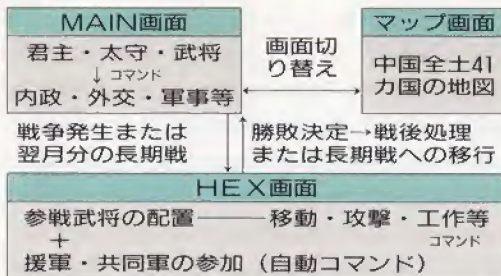 MAIN画面
君主・太守・武将
↓コマンド
内政・外交・軍事等
画面切
り替え
マップ画面
中国全土41
カ国の地図
戦争発生または
翌月分の長期戦
勝敗決定→戦後処理
または長期戦への移行
HEX画面
参戦武将の配置――移動・攻撃・工作等
コマンド
+
援軍・共同軍の参加（自動コマンド）